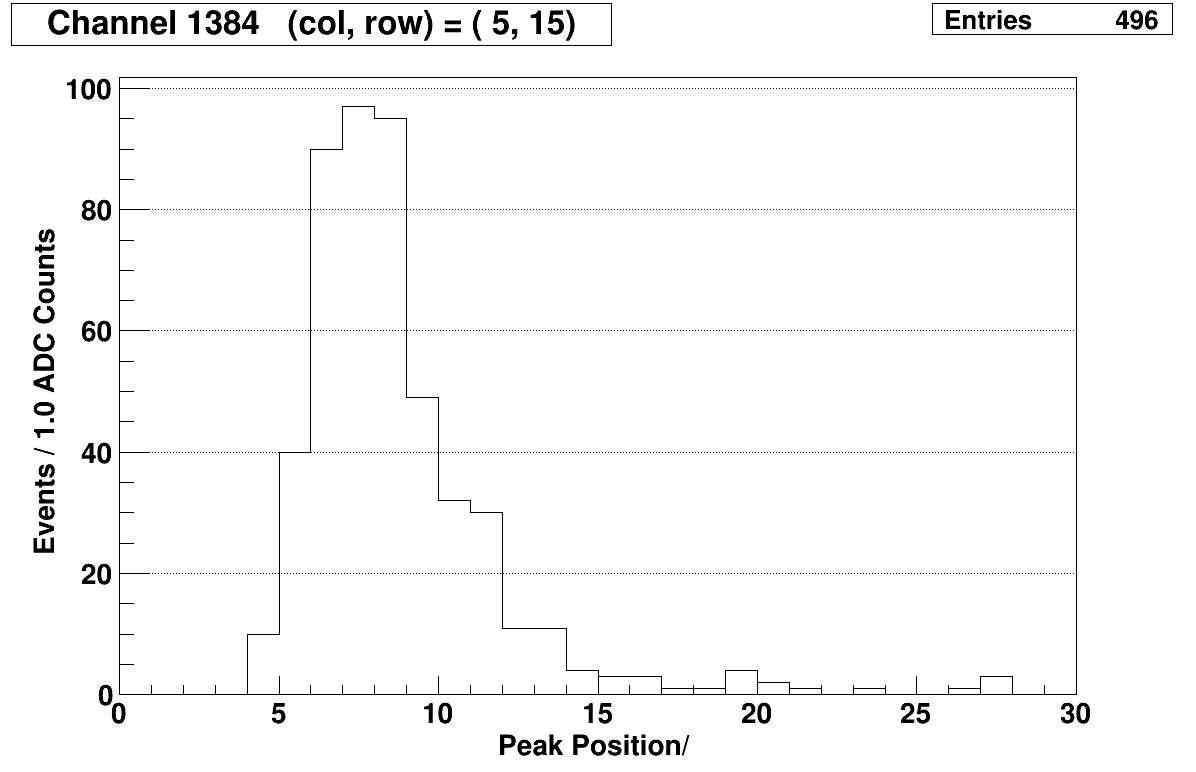 Channel 1384 (col, row) = ( 5, 15)
Entries 496
100
80
60
40
20
0
Events / 1.0 ADC Counts
0 5 10 15 20 25 30
Peak Position/